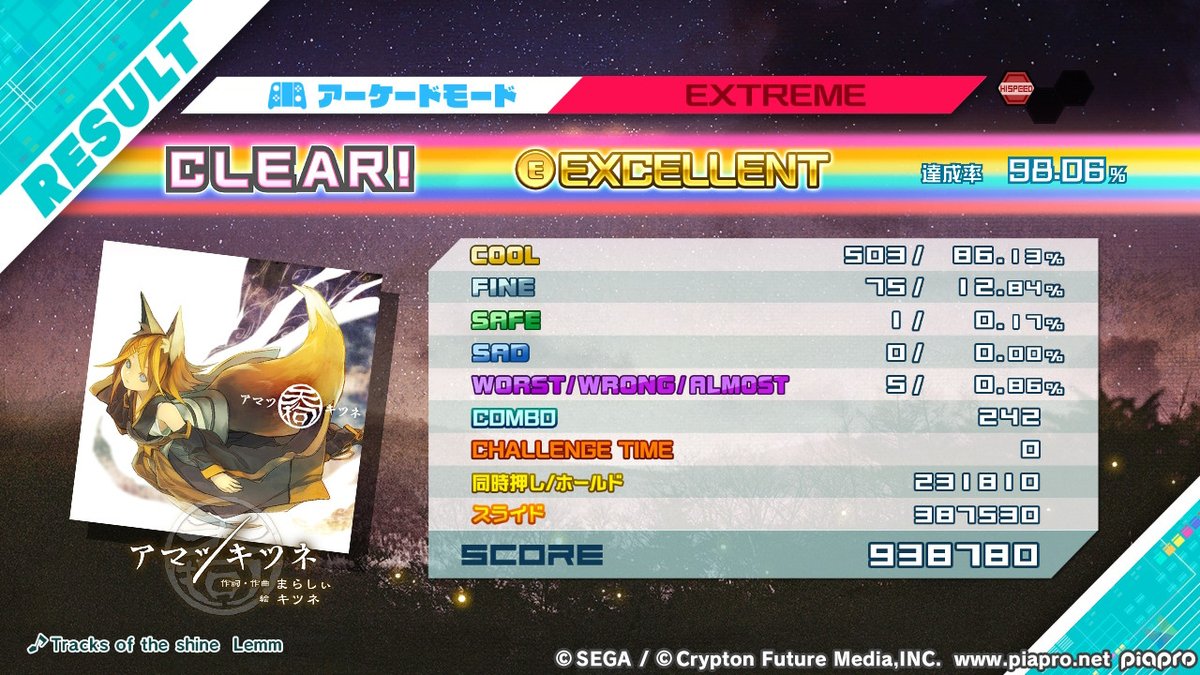 RESULT
アーケードモード
EXTREME
HISPEED
CLEAR!
E EXCELLENT
達成率 98.06%
COOL 503/ 86.13%
FINE 75/ 12.84%
SAFE 1/ 0.17%
SAD 0/ 0.00%
WORST/WRONG/ALMOST 5/ 0.86%
COMBO 242
CHALLENGE TIME 0
同時押し/ホールド 231810
スライド 387530
SCORE 938780
アマツ
キツネ
アマツキツネ
作詞・作曲 まらしぃ
絵 キツネ
Tracks of the shine Lemm
©SEGA / ©Crypton Future Media,INC. www.piapro.net piapro